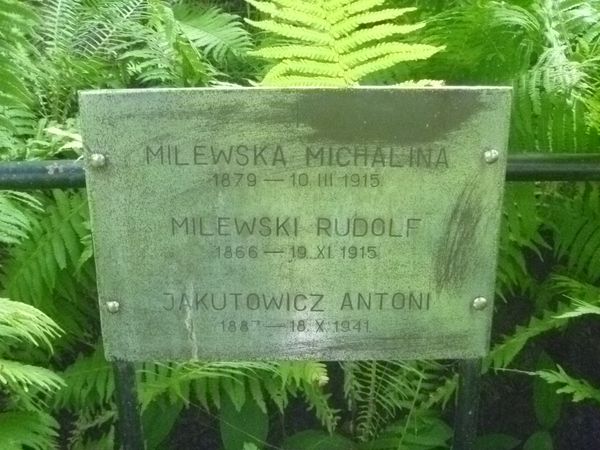 MILEWSKA MICHALINA
1879 — 10 III 1915
MILEWSKI RUDOLF
1866 — 19. XI. 1915
JAKUTOWICZ ANTONI
— 18. X. 1941